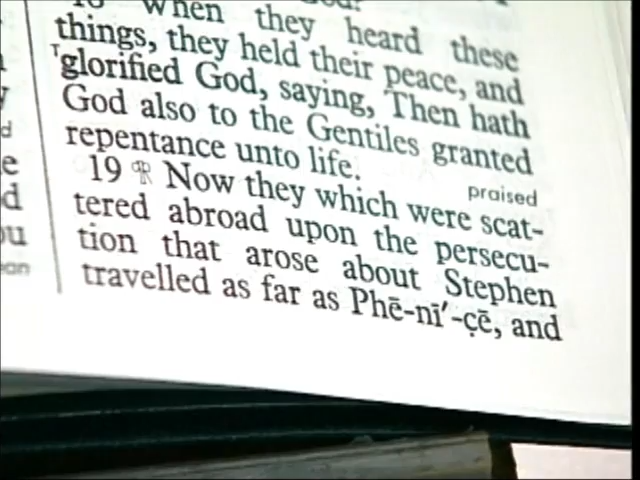 18 When they heard these
things, they held their peace, and
ᵀglorified God, saying, Then hath
God also to the Gentiles granted
repentance unto life.
praised
19 Now they which were scat-
tered abroad upon the persecu-
tion that arose about Stephen
travelled as far as Phē-nī′-çē, and